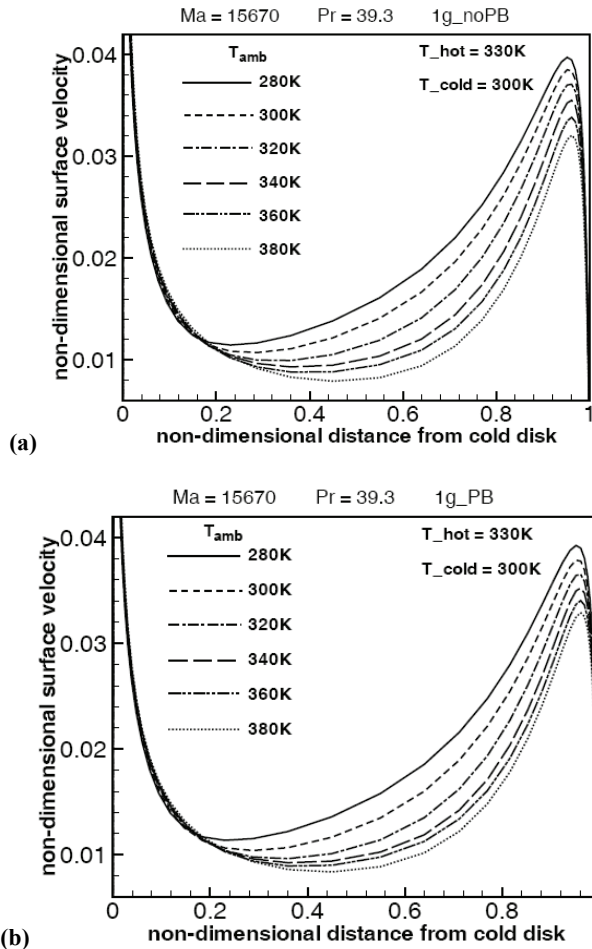 Ma = 15670 Pr = 39.3 1g_noPB
0.04
0.03
0.02
0.01
non-dimensional surface velocity
T_amb
280K
300K
320K
340K
360K
380K
T_hot = 330K
T_cold = 300K
0 0.2 0.4 0.6 0.8 1
non-dimensional distance from cold disk
(a)
Ma = 15670 Pr = 39.3 1g_PB
0.04
0.03
0.02
0.01
non-dimensional surface velocity
T_amb
280K
300K
320K
340K
360K
380K
T_hot = 330K
T_cold = 300K
0 0.2 0.4 0.6 0.8
non-dimensional distance from cold disk
(b)